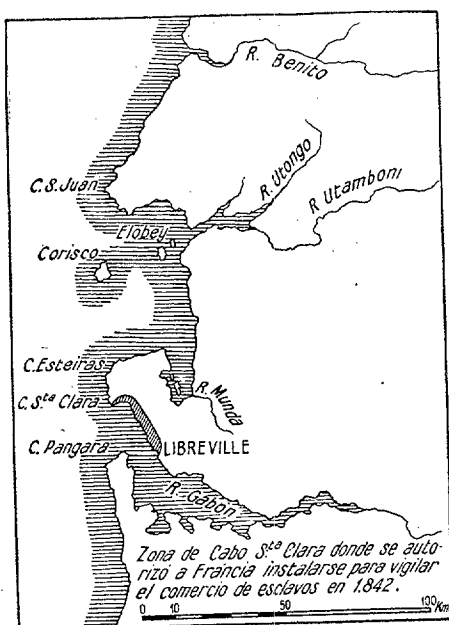 R. Benito
R. Utongo
R Utamboni
C.S.Juan
Elobey
Corisco
C.Esteiras
C.Sta Clara
R. Munda
C. Pangara
LIBREVILLE
R. Gabón
Zona de Cabo Sta Clara donde se auto-
rizó a Francia instalarse para vigilar
el comercio de esclavos en 1.842.
0 10 50 100 Km